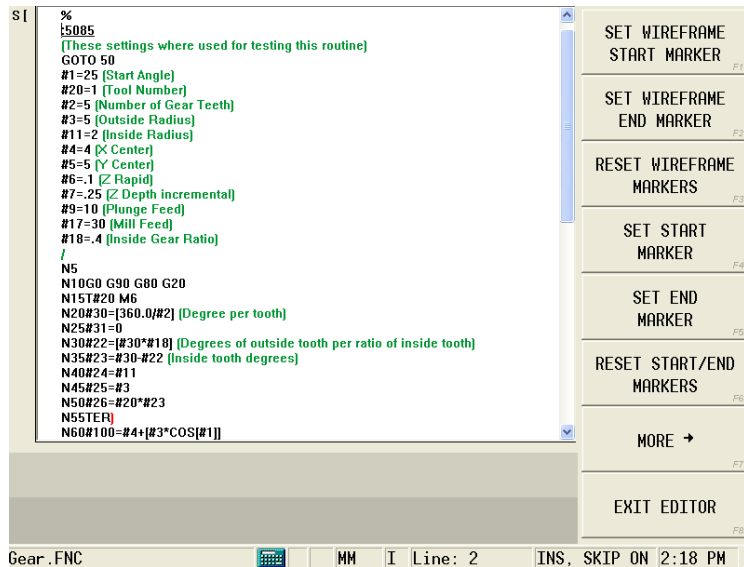 S[
%
:5085
(These settings where used for testing this routine)
GOTO 50
#1=25 (Start Angle)
#20=1 (Tool Number)
#2=5 (Number of Gear Teeth)
#3=5 (Outside Radius)
#11=2 (Inside Radius)
#4=4 (X Center)
#5=5 (Y Center)
#6=.1 (Z Rapid)
#7=.25 (Z Depth incremental)
#9=10 (Plunge Feed)
#17=30 (Mill Feed)
#18=.4 (Inside Gear Ratio)
/
N5
N10G0 G90 G80 G20
N15T#20 M6
N20#30=[360.0/#2] (Degree per tooth)
N25#31=0
N30#22=[#30*#18] (Degrees of outside tooth per ratio of inside tooth)
N35#23=#30-#22 (Inside tooth degrees)
N40#24=#11
N45#25=#3
N50#26=#20*#23
N55TER)
N60#100=#4+[#3*COS[#1]]
SET WIREFRAME
START MARKER
F1
SET WIREFRAME
END MARKER
F2
RESET WIREFRAME
MARKERS
F3
SET START
MARKER
F4
SET END
MARKER
F5
RESET START/END
MARKERS
F6
MORE →
F7
EXIT EDITOR
F8
Gear.FNC MM I Line: 2 INS, SKIP ON 2:18 PM